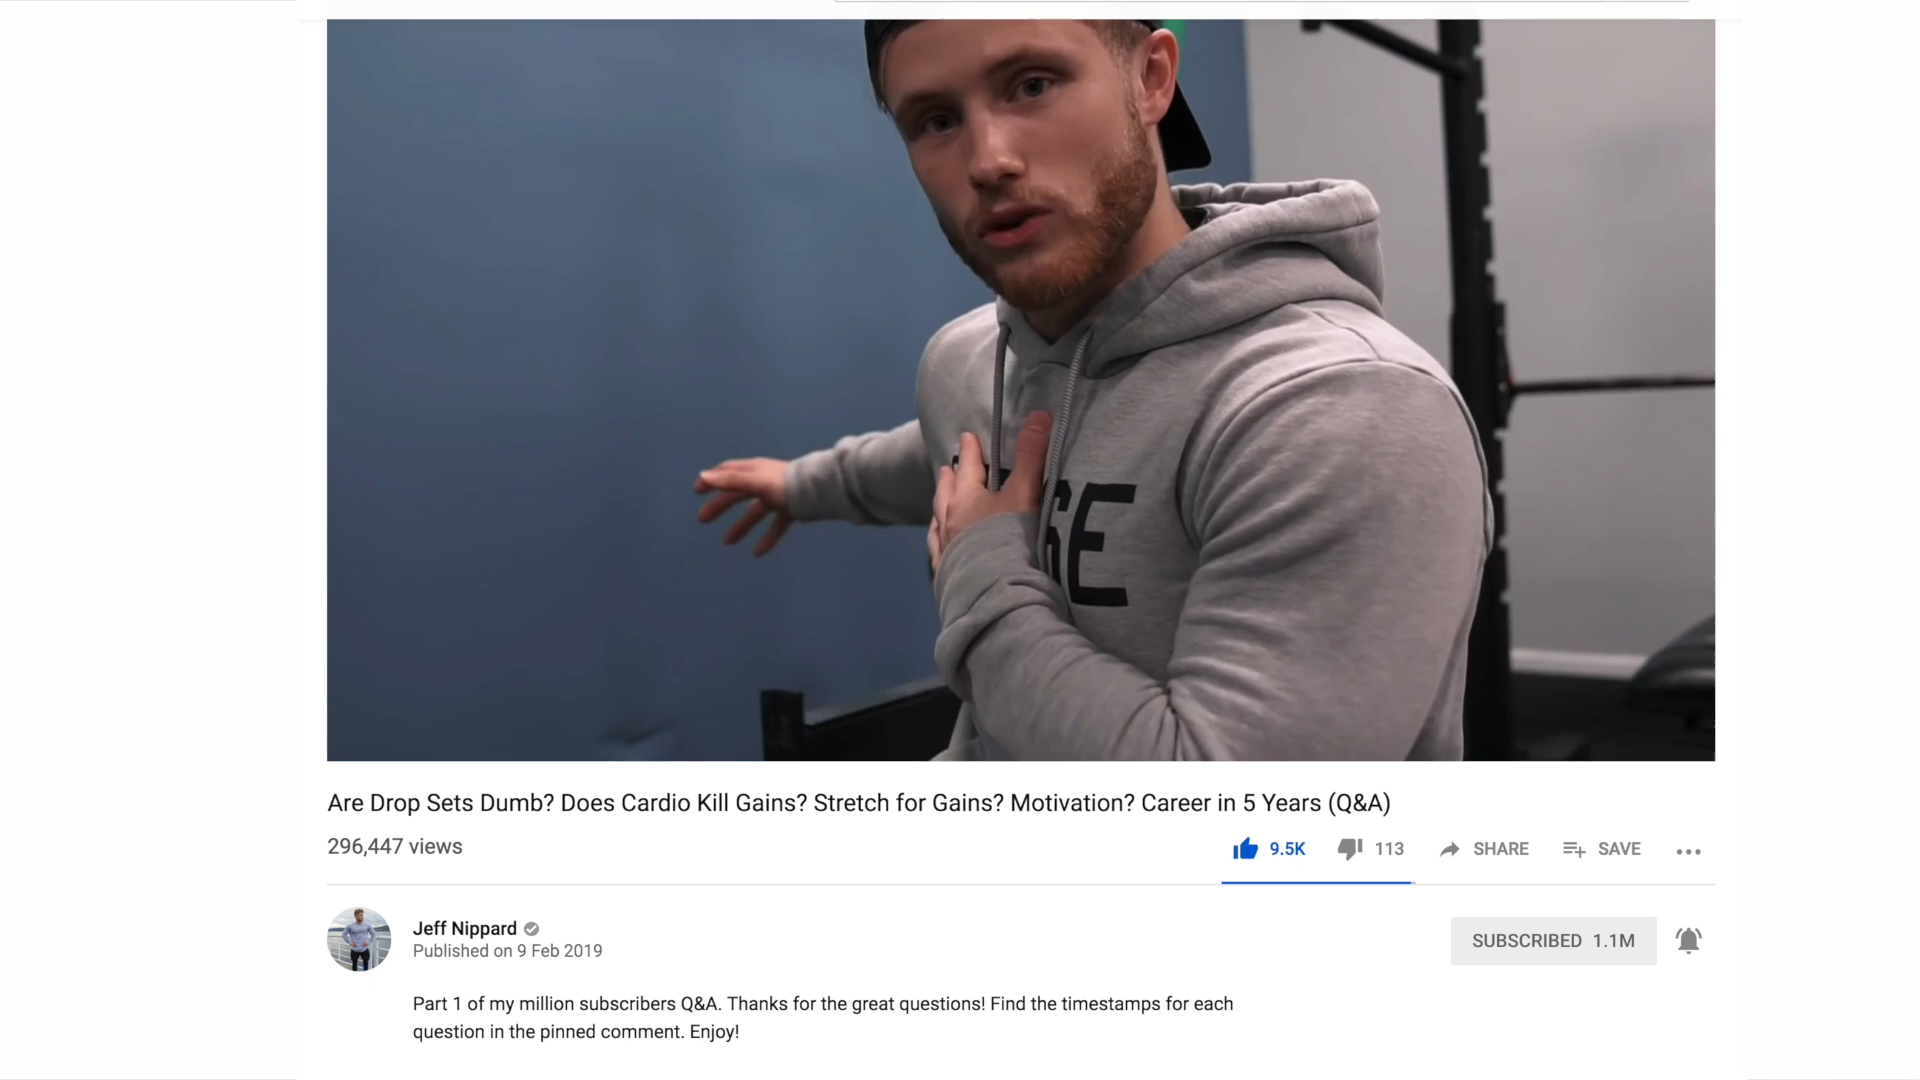 Are Drop Sets Dumb? Does Cardio Kill Gains? Stretch for Gains? Motivation? Career in 5 Years (Q&A)
296,447 views
9.5K 113 SHARE SAVE
Jeff Nippard
Published on 9 Feb 2019
SUBSCRIBED 1.1M
Part 1 of my million subscribers Q&A. Thanks for the great questions! Find the timestamps for each
question in the pinned comment. Enjoy!